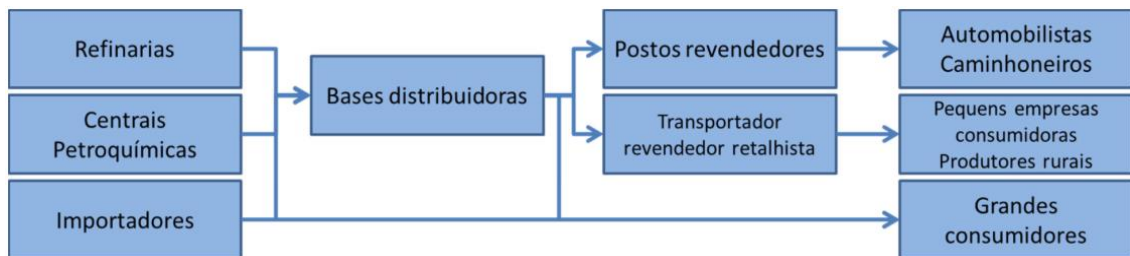 Refinarias
Centrais
Petroquímicas
Importadores
Bases distribuidoras
Postos revendedores
Transportador
revendedor retalhista
Automobilistas
Caminhoneiros
Pequens empresas
consumidoras
Produtores rurais
Grandes
consumidores